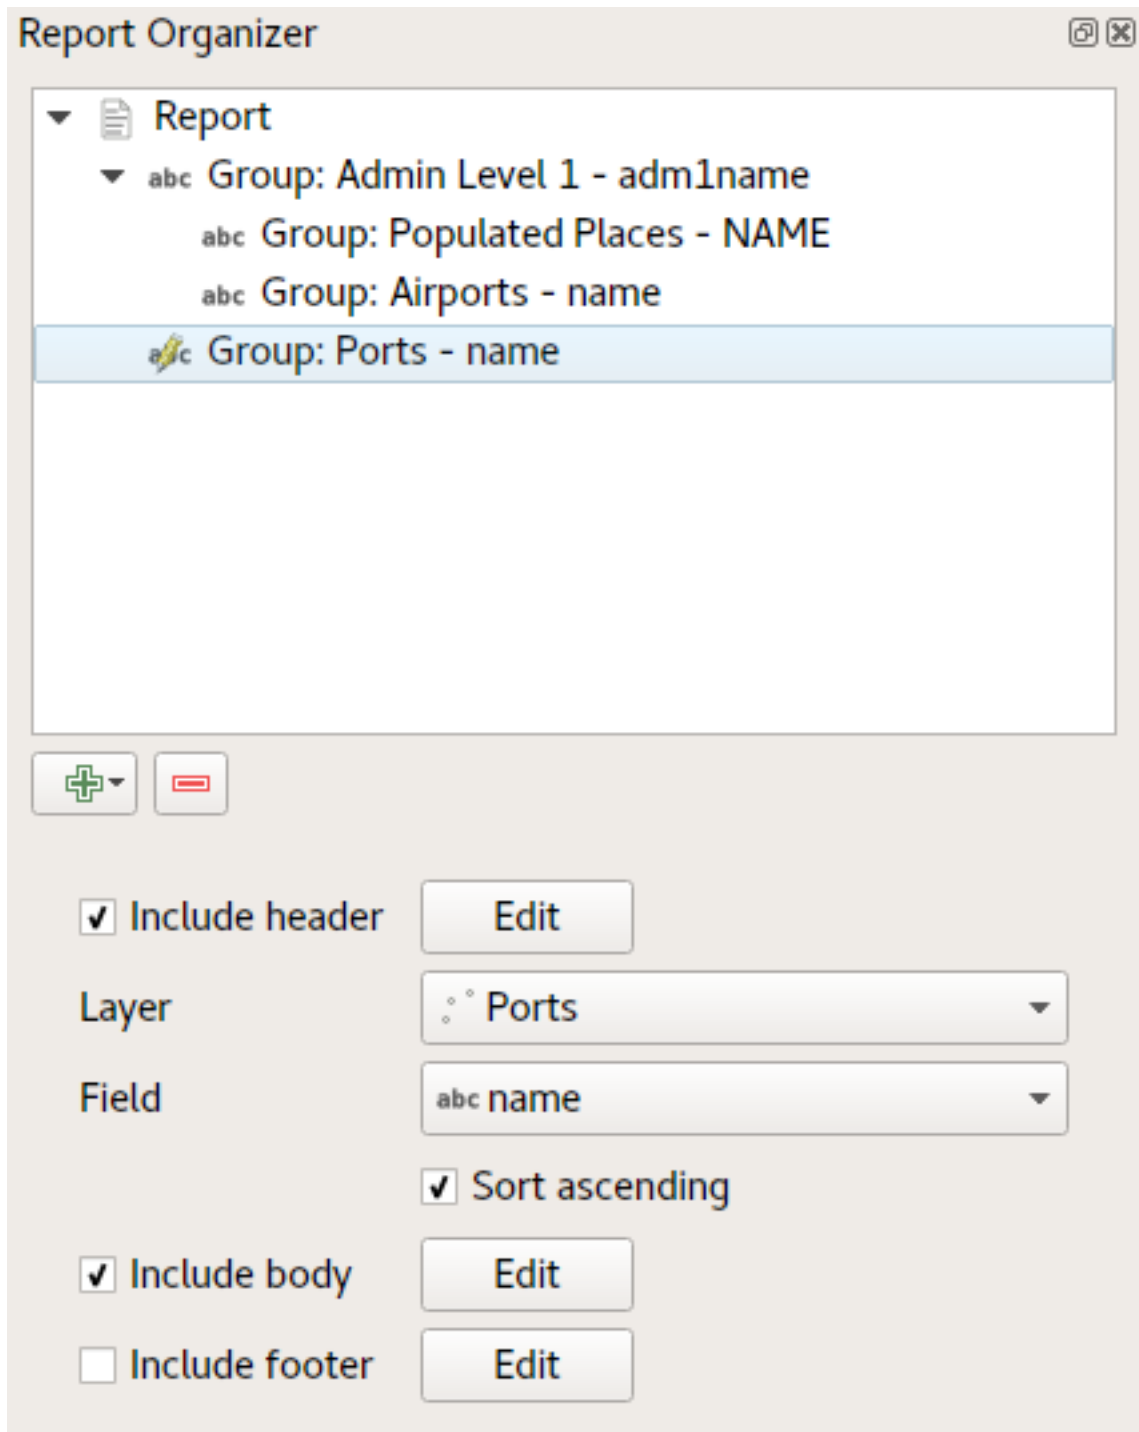 Report Organizer
Report
abc Group: Admin Level 1 - adm1name
abc Group: Populated Places - NAME
abc Group: Airports - name
abc Group: Ports - name
Include header Edit
Layer Ports
Field abc name
Sort ascending
Include body Edit
Include footer Edit